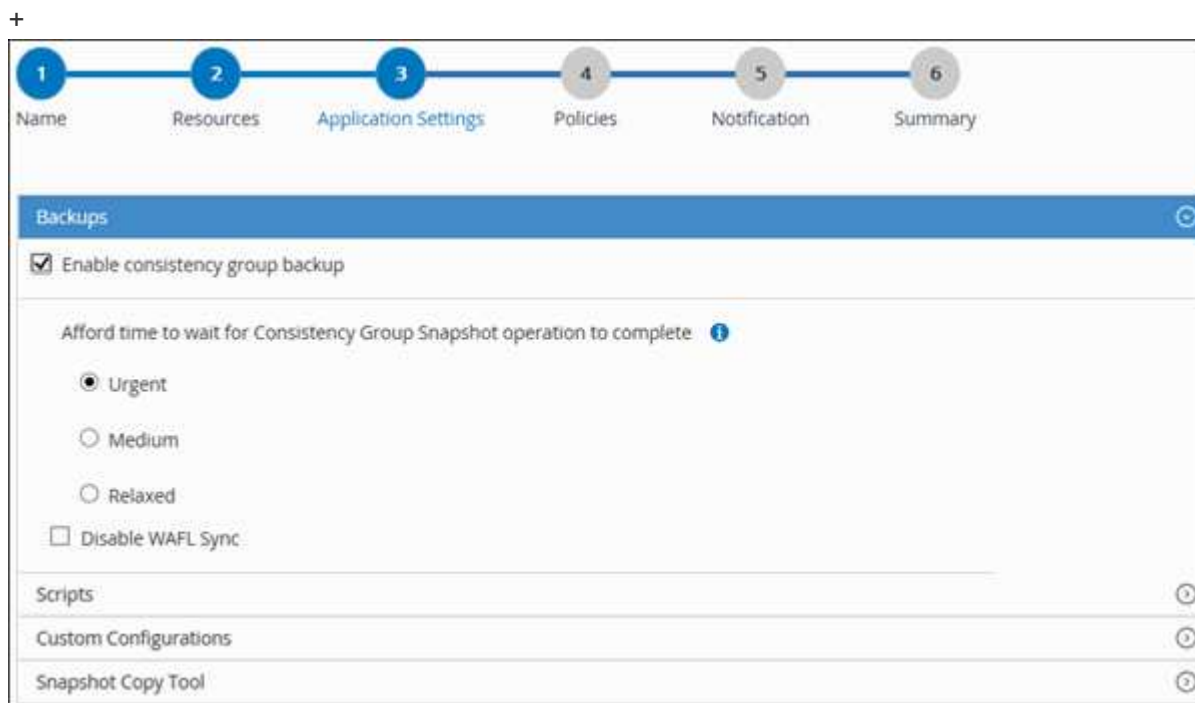 +
1 2 3 4 5 6
Name Resources Application Settings Policies Notification Summary
Backups
Enable consistency group backup
Afford time to wait for Consistency Group Snapshot operation to complete
Urgent
Medium
Relaxed
Disable WAFL Sync
Scripts
Custom Configurations
Snapshot Copy Tool